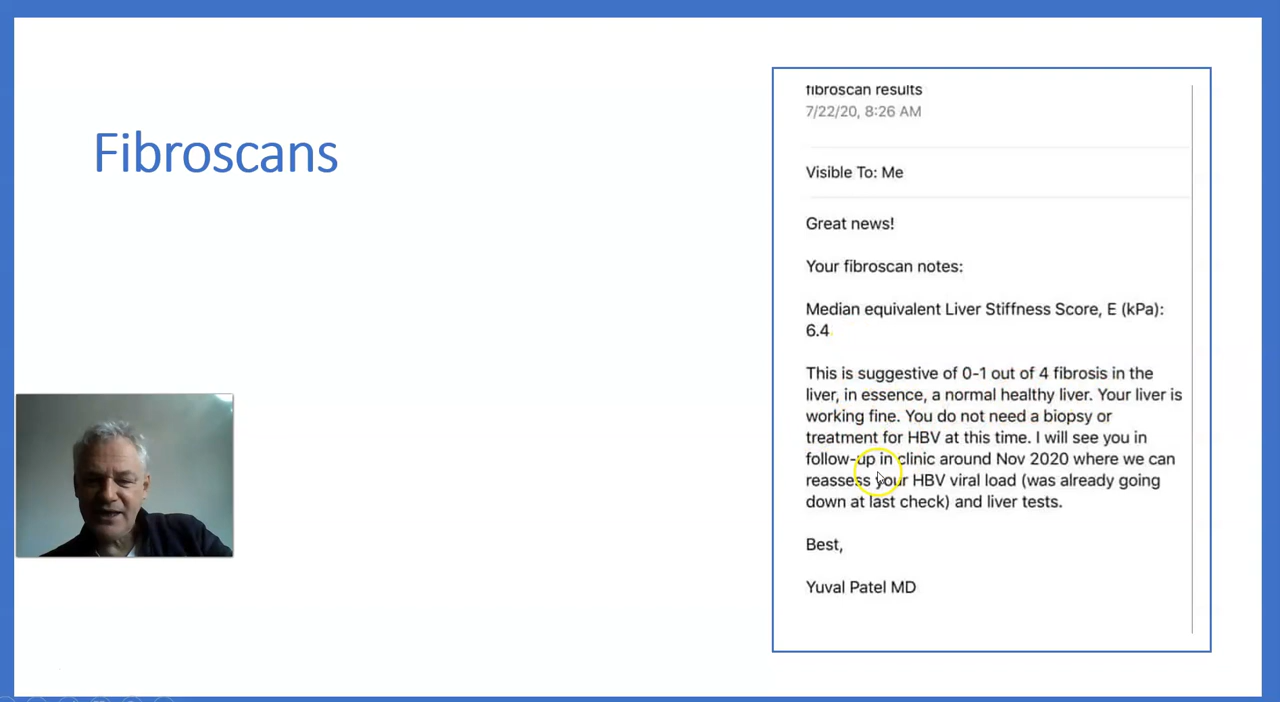 Fibroscans
fibroscan results
7/22/20, 8:26 AM
Visible To: Me
Great news!
Your fibroscan notes:
Median equivalent Liver Stiffness Score, E (kPa):
6.4
This is suggestive of 0-1 out of 4 fibrosis in the
liver, in essence, a normal healthy liver. Your liver is
working fine. You do not need a biopsy or
treatment for HBV at this time. I will see you in
follow-up in clinic around Nov 2020 where we can
reassess your HBV viral load (was already going
down at last check) and liver tests.
Best,
Yuval Patel MD